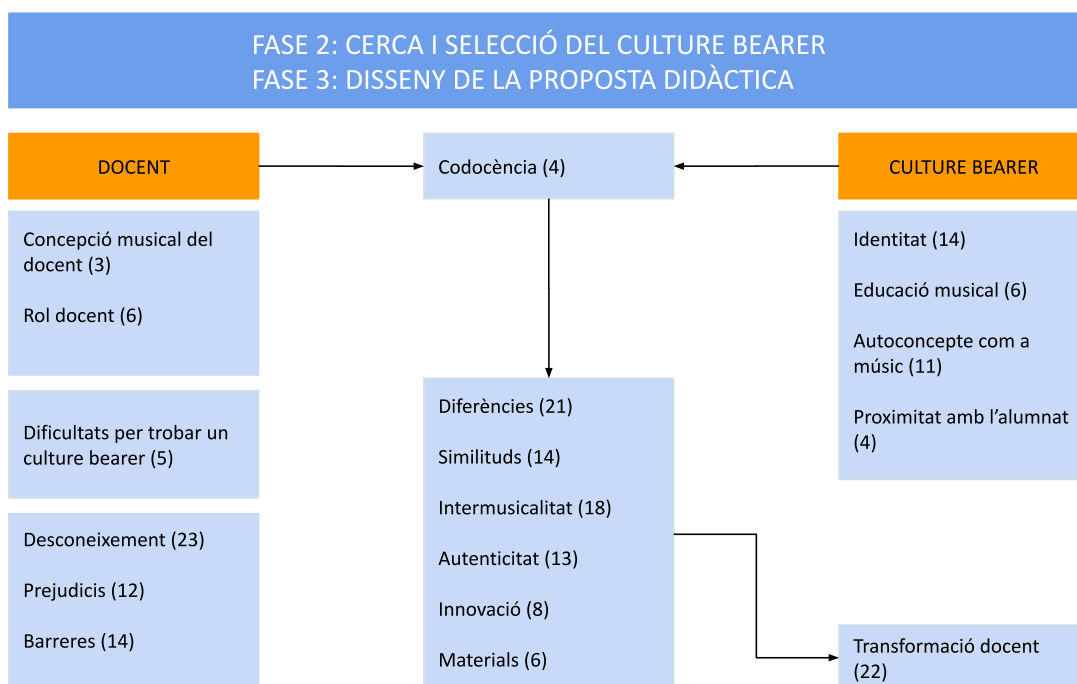 FASE 2: CERCA I SELECCIÓ DEL CULTURE BEARER
FASE 3: DISSENY DE LA PROPOSTA DIDÀCTICA
DOCENT
Concepció musical del
docent (3)
Rol docent (6)
Dificultats per trobar un
culture bearer (5)
Desconeixement (23)
Prejudicis (12)
Barreres (14)
Codocència (4)
Diferències (21)
Similituds (14)
Intermusicalitat (18)
Autenticitat (13)
Innovació (8)
Materials (6)
CULTURE BEARER
Identitat (14)
Educació musical (6)
Autoconcepte com a
músic (11)
Proximitat amb l’alumnat
(4)
Transformació docent
(22)